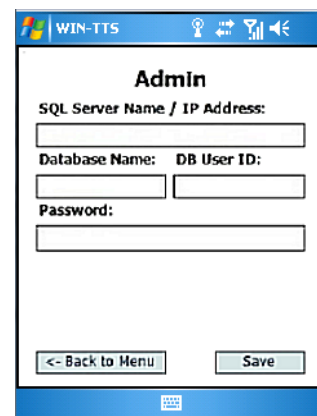 WIN-TTS
Admin
SQL Server Name / IP Address:
Database Name: DB User ID:
Password:
<- Back to Menu Save